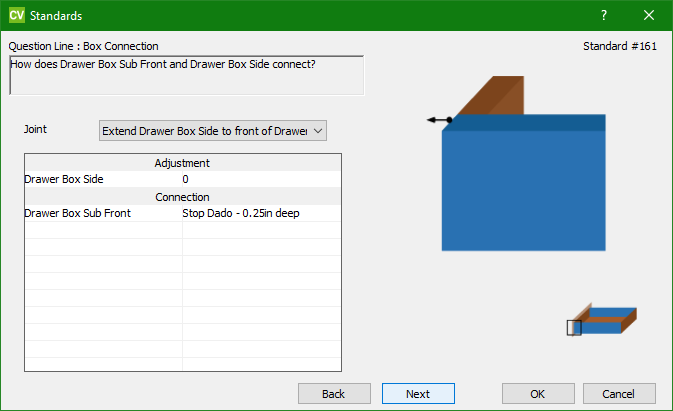 CV Standards
Question Line : Box Connection
Standard #161
How does Drawer Box Sub Front and Drawer Box Side connect?
Joint
Extend Drawer Box Side to front of Drawer
Adjustment
Drawer Box Side 0
Connection
Drawer Box Sub Front Stop Dado - 0.25in deep
Back Next OK Cancel